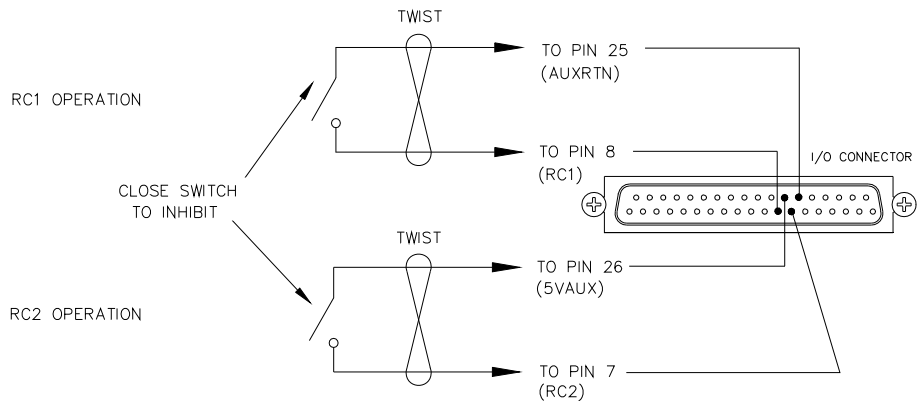 TWIST
TO PIN 25
(AUXRTN)
RC1 OPERATION
TO PIN 8
(RC1)
I/O CONNECTOR
CLOSE SWITCH
TO INHIBIT
TWIST
TO PIN 26
(5VAUX)
RC2 OPERATION
TO PIN 7
(RC2)